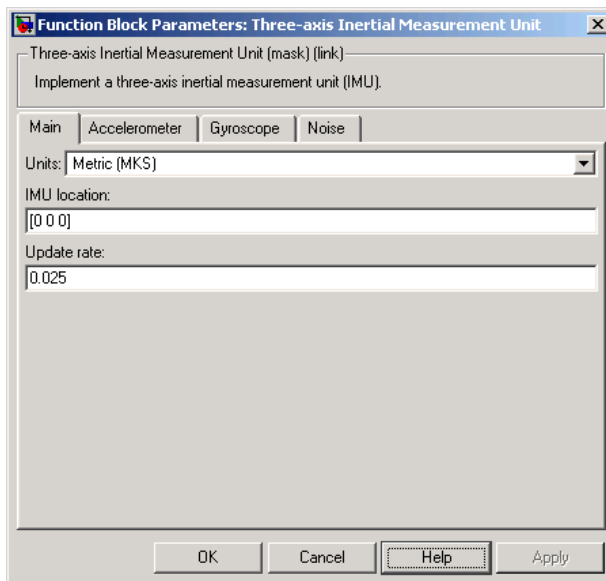 Function Block Parameters: Three-axis Inertial Measurement Unit
Three-axis Inertial Measurement Unit (mask) (link)
Implement a three-axis inertial measurement unit (IMU).
Main Accelerometer Gyroscope Noise
Units: Metric (MKS)
IMU location:
[0 0 0]
Update rate:
0.025
OK Cancel Help Apply